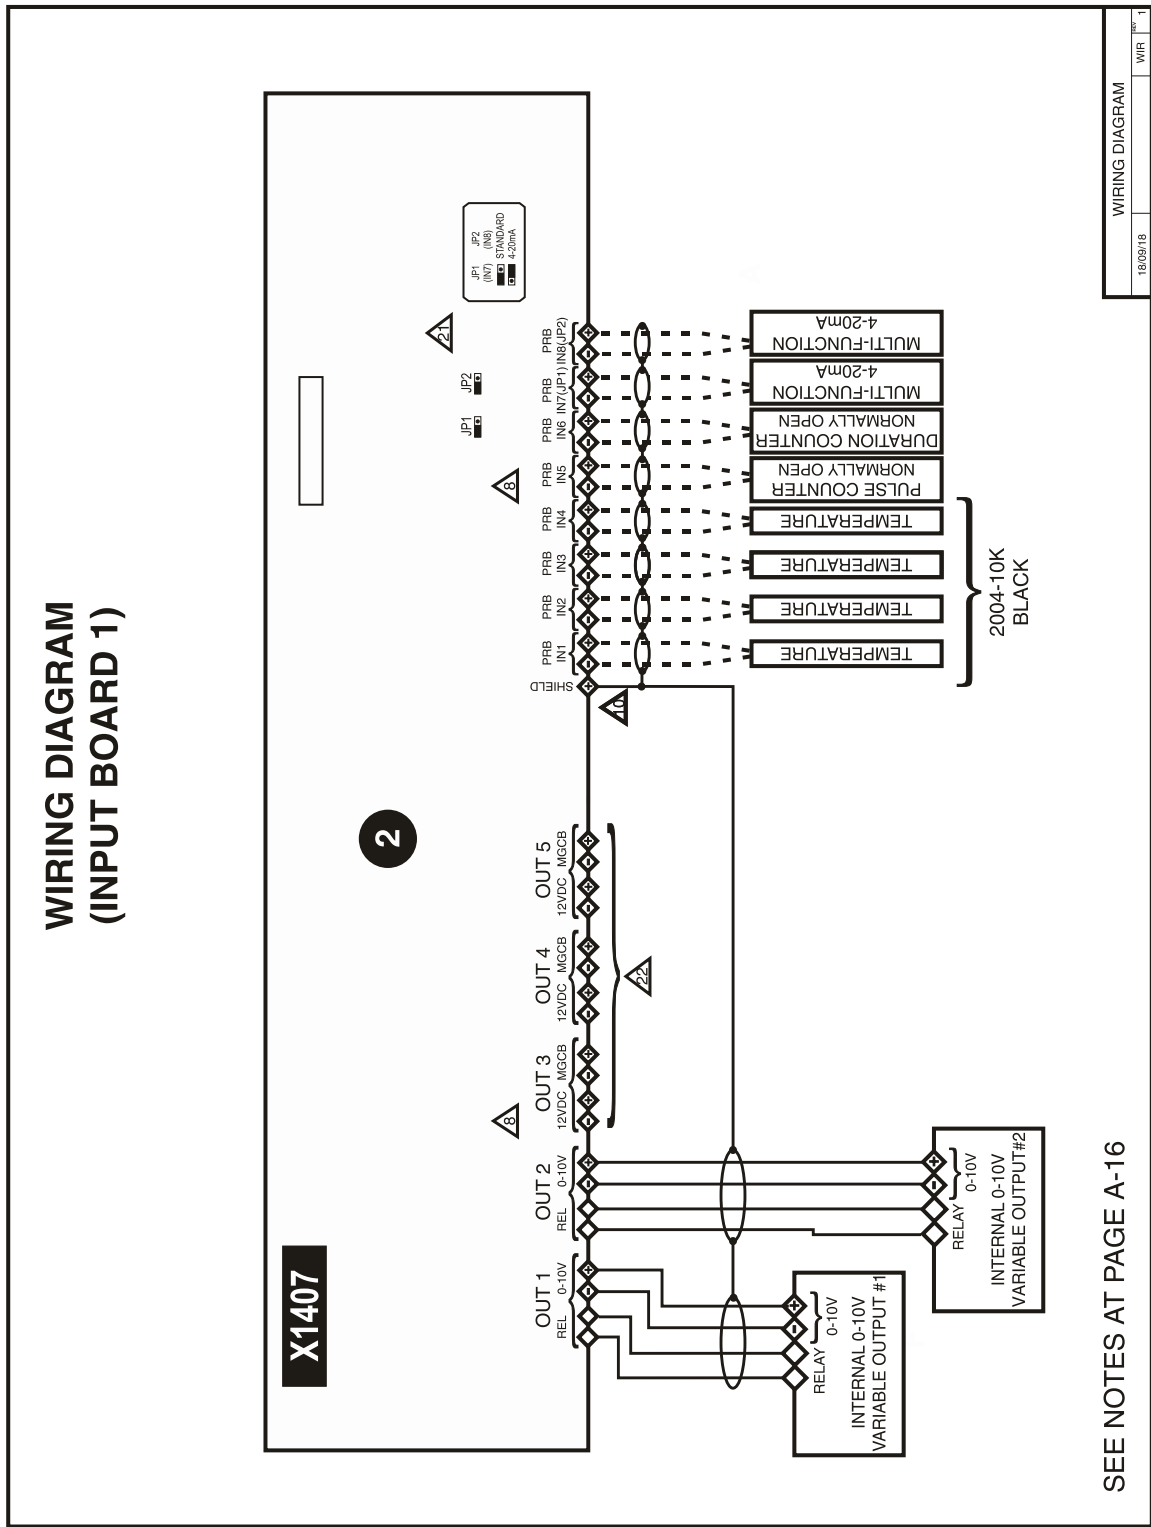 WIRING DIAGRAM
(INPUT BOARD 1)
X1407
2
JP1
JP2
21
JP1
(IN7)
JP2
(IN8)
STANDARD
4-20mA
8
8
OUT 1
REL
0-10V
OUT 2
REL
0-10V
OUT 3
12VDC
MGCB
OUT 4
12VDC
MGCB
OUT 5
12VDC
MGCB
SHIELD
PRB
IN1
PRB
IN2
PRB
IN3
PRB
IN4
PRB
IN5
PRB
IN6
PRB
IN7(JP1)
PRB
IN8(JP2)
22
10
TEMPERATURE
TEMPERATURE
TEMPERATURE
TEMPERATURE
PULSE COUNTER
NORMALLY OPEN
DURATION COUNTER
NORMALLY OPEN
MULTI-FUNCTION
4-20mA
MULTI-FUNCTION
4-20mA
2004-10K
BLACK
RELAY
0-10V
INTERNAL 0-10V
VARIABLE OUTPUT #1
RELAY
0-10V
INTERNAL 0-10V
VARIABLE OUTPUT#2
SEE NOTES AT PAGE A-16
WIRING DIAGRAM
18/09/18
WIR
REV
1